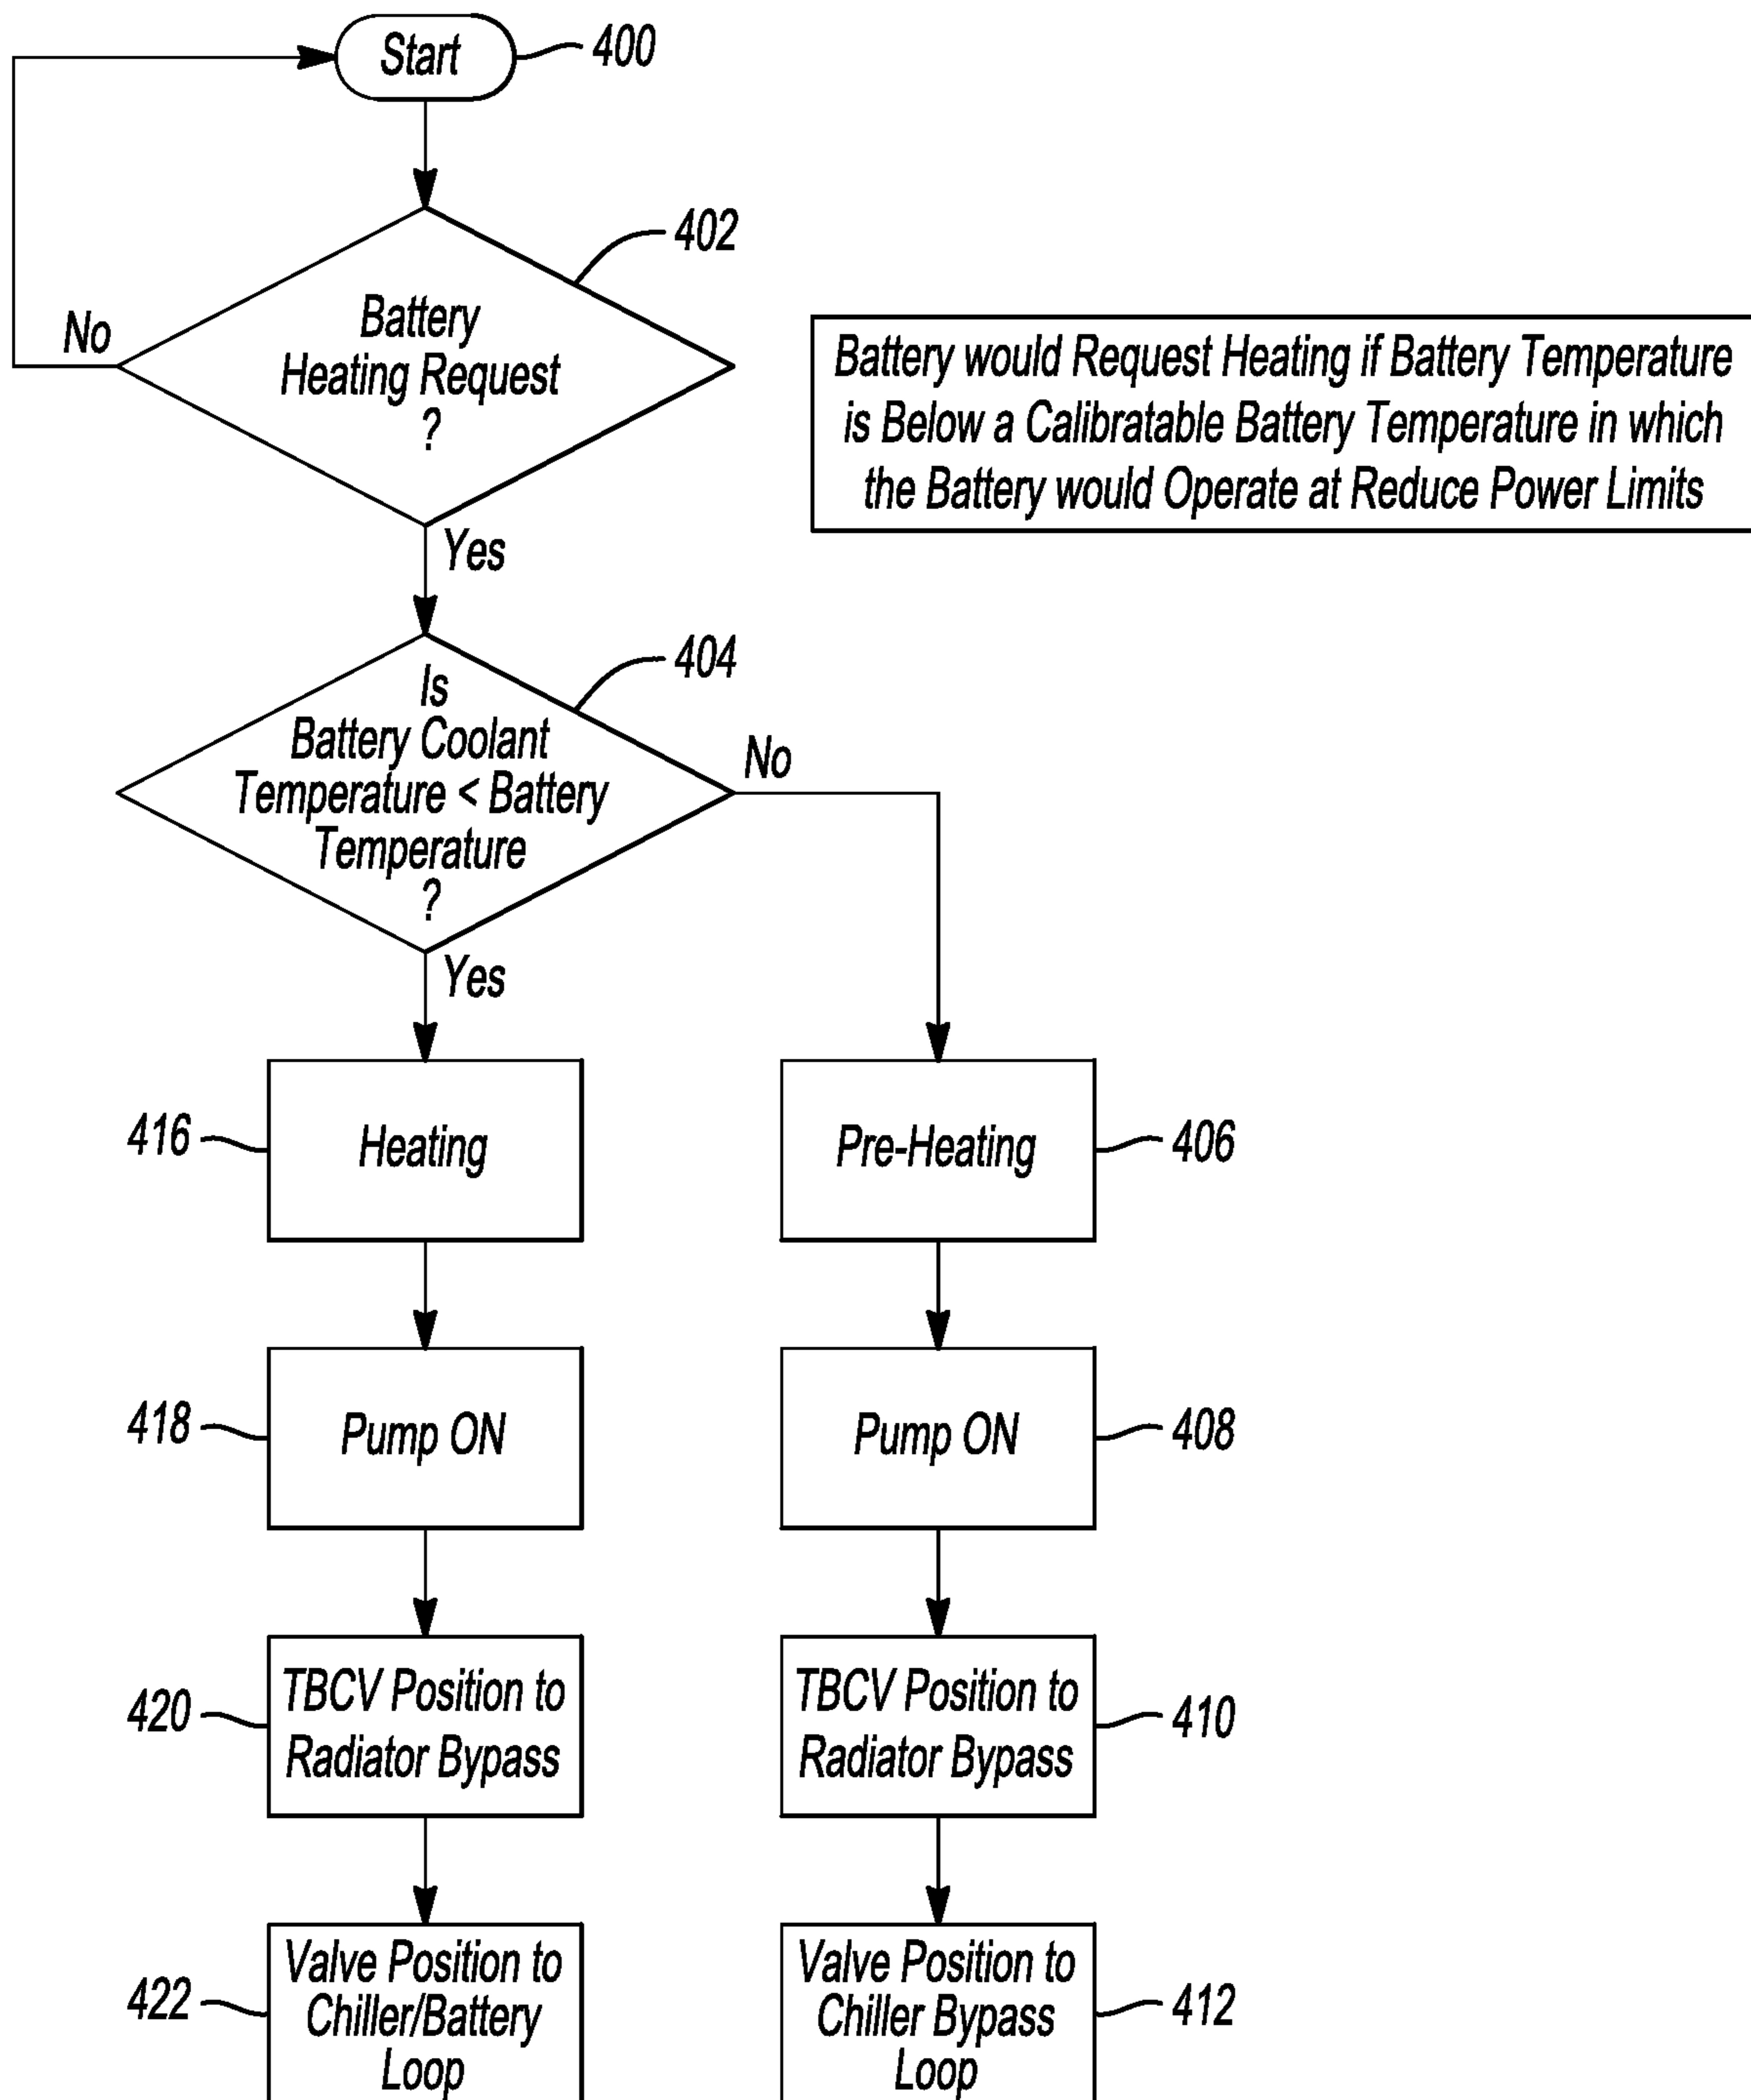 Start
400
402
Battery
Heating Request
?
No
Battery would Request Heating if Battery Temperature
is Below a Calibratable Battery Temperature in which
the Battery would Operate at Reduce Power Limits
Yes
404
Is
Battery Coolant
Temperature < Battery
Temperature
?
No
Yes
416
Heating
Pre-Heating
406
418
Pump ON
Pump ON
408
420
TBCV Position to
Radiator Bypass
TBCV Position to
Radiator Bypass
410
422
Valve Position to
Chiller/Battery
Loop
Valve Position to
Chiller Bypass
Loop
412